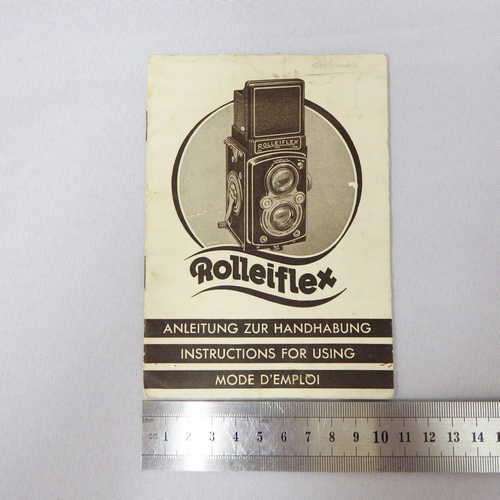 ROLLEIFLEX
Rolleiflex
ANLEITUNG ZUR HANDHABUNG
INSTRUCTIONS FOR USING
MODE D'EMPLOI
1 2 3 4 5 6 7 8 9 10 11 12 13 14